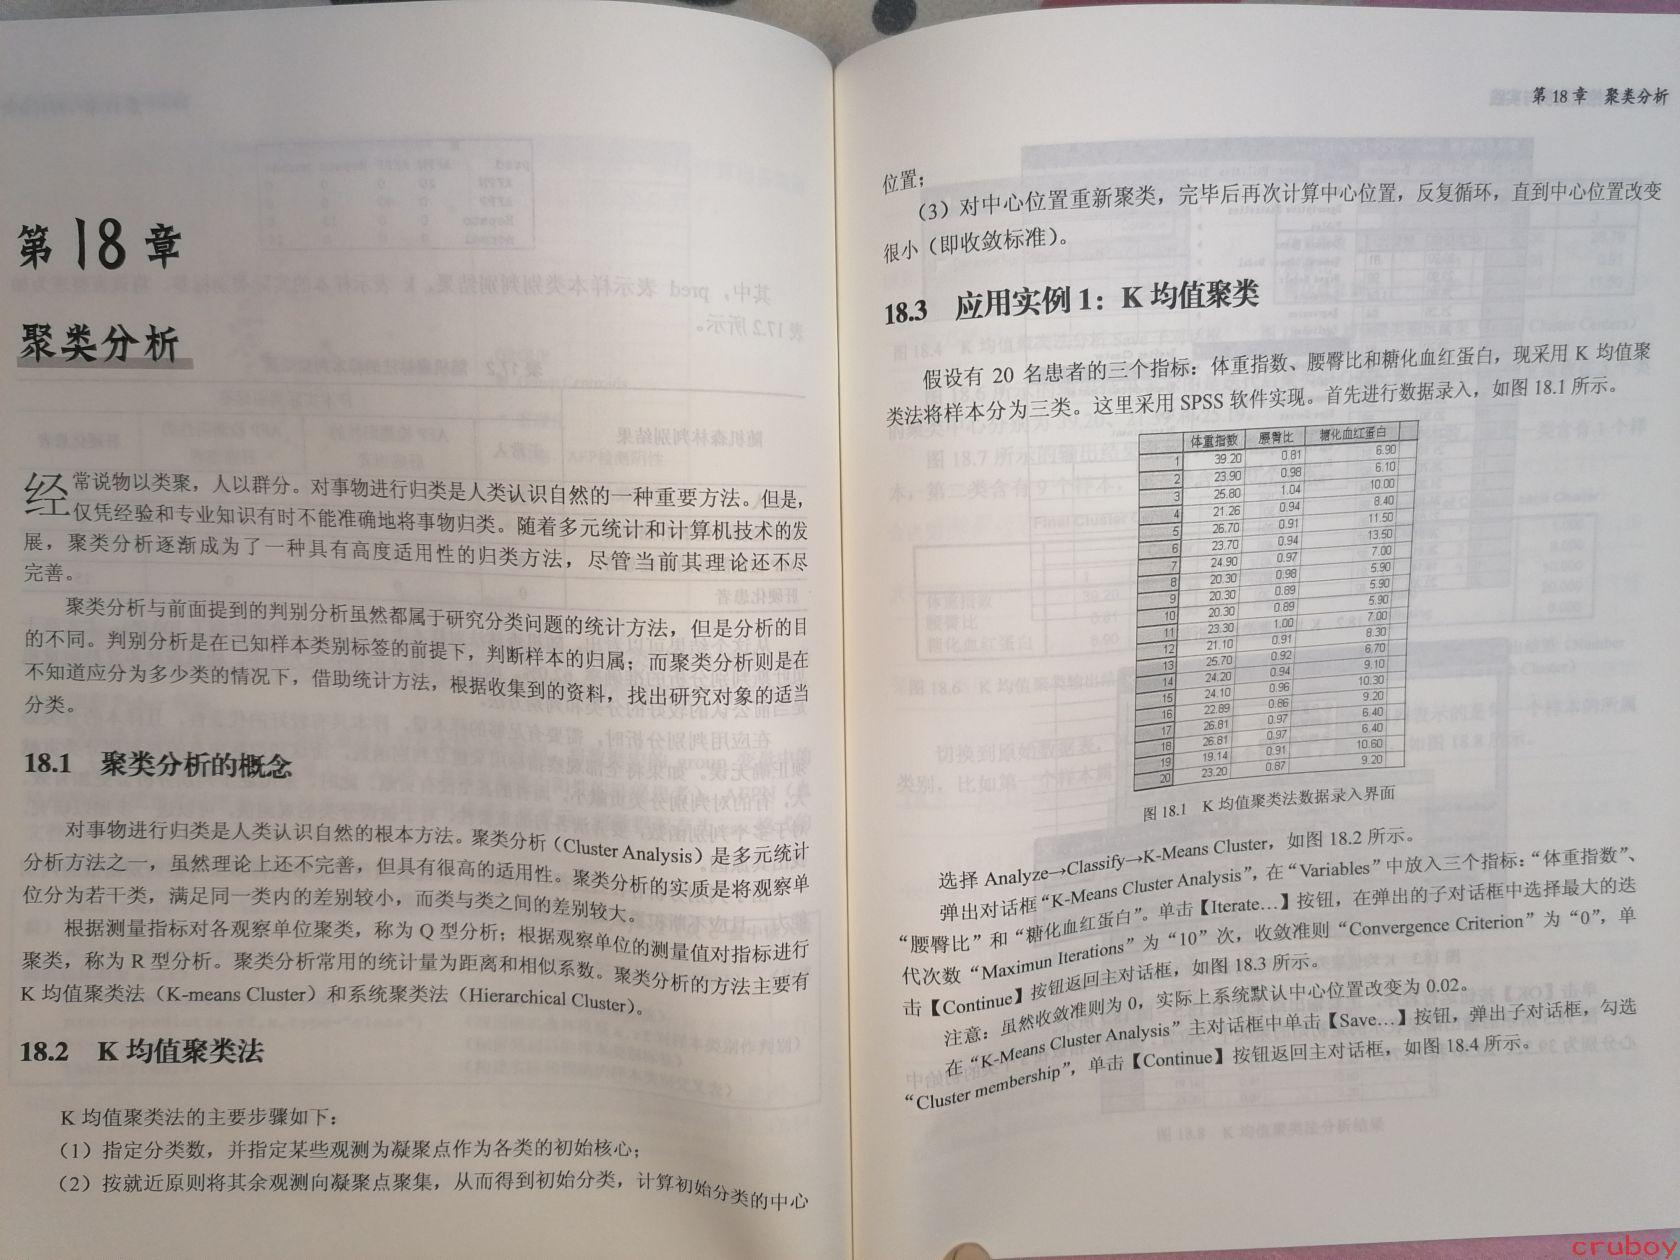 第18章
聚类分析
经常说物以类聚，人以群分。对事物进行归类是人类认识自然的一种重要方法。但是，
仅凭经验和专业知识有时不能准确地将事物归类。随着多元统计和计算机技术的发
展，聚类分析逐渐成为了一种具有高度适用性的归类方法，尽管当前其理论还不尽
完善。
聚类分析与前面提到的判别分析虽然都属于研究分类问题的统计方法，但是分析的目
的不同。判别分析是在已知样本类别标签的前提下，判断样本的归属；而聚类分析则是在
不知道应分为多少类的情况下，借助统计方法，根据收集到的资料，找出研究对象的适当
分类。
18.1 聚类分析的概念
对事物进行归类是人类认识自然的根本方法。聚类分析（Cluster Analysis）是多元统计
分析方法之一，虽然理论上还不完善，但具有很高的适用性。聚类分析的实质是将观察单
位分为若干类，满足同一类内的差别较小，而类与类之间的差别较大。
根据测量指标对各观察单位聚类，称为 Q 型分析；根据观察单位的测量值对指标进行
聚类，称为 R 型分析。聚类分析常用的统计量为距离和相似系数。聚类分析的方法主要有
K 均值聚类法（K-means Cluster）和系统聚类法（Hierarchical Cluster）。
18.2 K 均值聚类法
K 均值聚类法的主要步骤如下：
（1）指定分类数，并指定某些观测为凝聚点作为各类的初始核心；
（2）按就近原则将其余观测向凝聚点聚集，从而得到初始分类，计算初始分类的中心
第 18 章 聚类分析
位置；
（3）对中心位置重新聚类，完毕后再次计算中心位置，反复循环，直到中心位置改变
很小（即收敛标准）。
18.3 应用实例 1：K 均值聚类
假设有 20 名患者的三个指标：体重指数、腰臀比和糖化血红蛋白，现采用 K 均值聚
类法将样本分为三类。这里采用 SPSS 软件实现。首先进行数据录入，如图 18.1 所示。
体重指数 腰臀比 糖化血红蛋白
1 39.20 0.81 6.90
2 23.90 0.98 6.10
3 25.80 1.04 10.00
4 21.26 0.94 8.40
5 26.70 0.91 11.50
6 23.70 0.94 13.50
7 24.90 0.97 7.00
8 20.30 0.98 5.90
9 20.30 0.89 5.90
10 20.30 0.89 5.90
11 23.30 1.00 7.00
12 21.10 0.91 8.30
13 25.70 0.92 6.70
14 24.20 0.94 9.10
15 24.10 0.96 10.30
16 22.89 0.86 9.20
17 26.81 0.97 6.40
18 26.81 0.97 6.40
19 19.14 0.91 10.60
20 23.20 0.87 9.20
图 18.1 K 均值聚类法数据录入界面
选择 Analyze→Classify→K-Means Cluster，如图 18.2 所示。
弹出对话框“K-Means Cluster Analysis”，在“Variables”中放入三个指标：“体重指数”、
“腰臀比”和“糖化血红蛋白”。单击【Iterate…】按钮，在弹出的子对话框中选择最大的迭
代次数“Maximun Iterations”为“10”次，收敛准则“Convergence Criterion”为“0”，单
击【Continue】按钮返回主对话框，如图 18.3 所示。
注意：虽然收敛准则为 0，实际上系统默认中心位置改变为 0.02。
在“K-Means Cluster Analysis”主对话框中单击【Save…】按钮，弹出子对话框，勾选
“Cluster membership”，单击【Continue】按钮返回主对话框，如图 18.4 所示。
cruboy